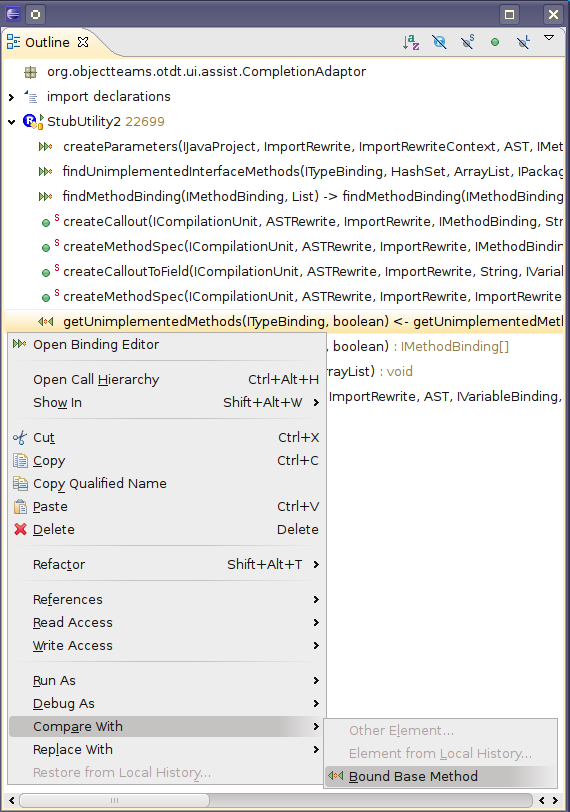 Outline
org.objectteams.otdt.ui.assist.CompletionAdaptor
import declarations
StubUtility2 22699
createParameters(IJavaProject, ImportRewrite, ImportRewriteContext, AST, IMet
findUnimplementedInterfaceMethods(ITypeBinding, HashSet, ArrayList, IPackag
findMethodBinding(IMethodBinding, List) -> findMethodBinding(IMethodBinding
S createCallout(ICompilationUnit, ASTRewrite, ImportRewrite, IMethodBinding, Str
S createMethodSpec(ICompilationUnit, ASTRewrite, ImportRewrite, IMethodBindin
S createCalloutToField(ICompilationUnit, ASTRewrite, ImportRewrite, String, IVaria
S createMethodSpec(ICompilationUnit, ASTRewrite, ImportRewrite, ImportRewrite
getUnimplementedMethods(ITypeBinding, boolean) <- getUnimplementedMeth
, boolean) : IMethodBinding[]
rayList) : void
ImportRewrite, AST, IVariableBinding,
Open Binding Editor
Open Call Hierarchy Ctrl+Alt+H
Show In Shift+Alt+W
Cut Ctrl+X
Copy Ctrl+C
Copy Qualified Name
Paste Ctrl+V
Delete Delete
Refactor Shift+Alt+T
References
Read Access
Write Access
Run As
Debug As
Compare With
Replace With
Restore from Local History...
Other Element...
Element from Local History...
Bound Base Method